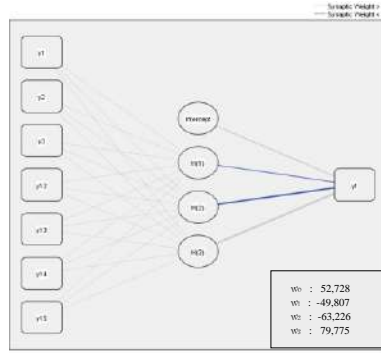 Synaptic Weight >
Synaptic Weight <
y1
y2
y3
y12
y13
y14
y15
Intercept
H(1)
H(2)
H(3)
yt
w₀ : 52,728
w₁ : -49,807
w₂ : -63,226
: 79,775